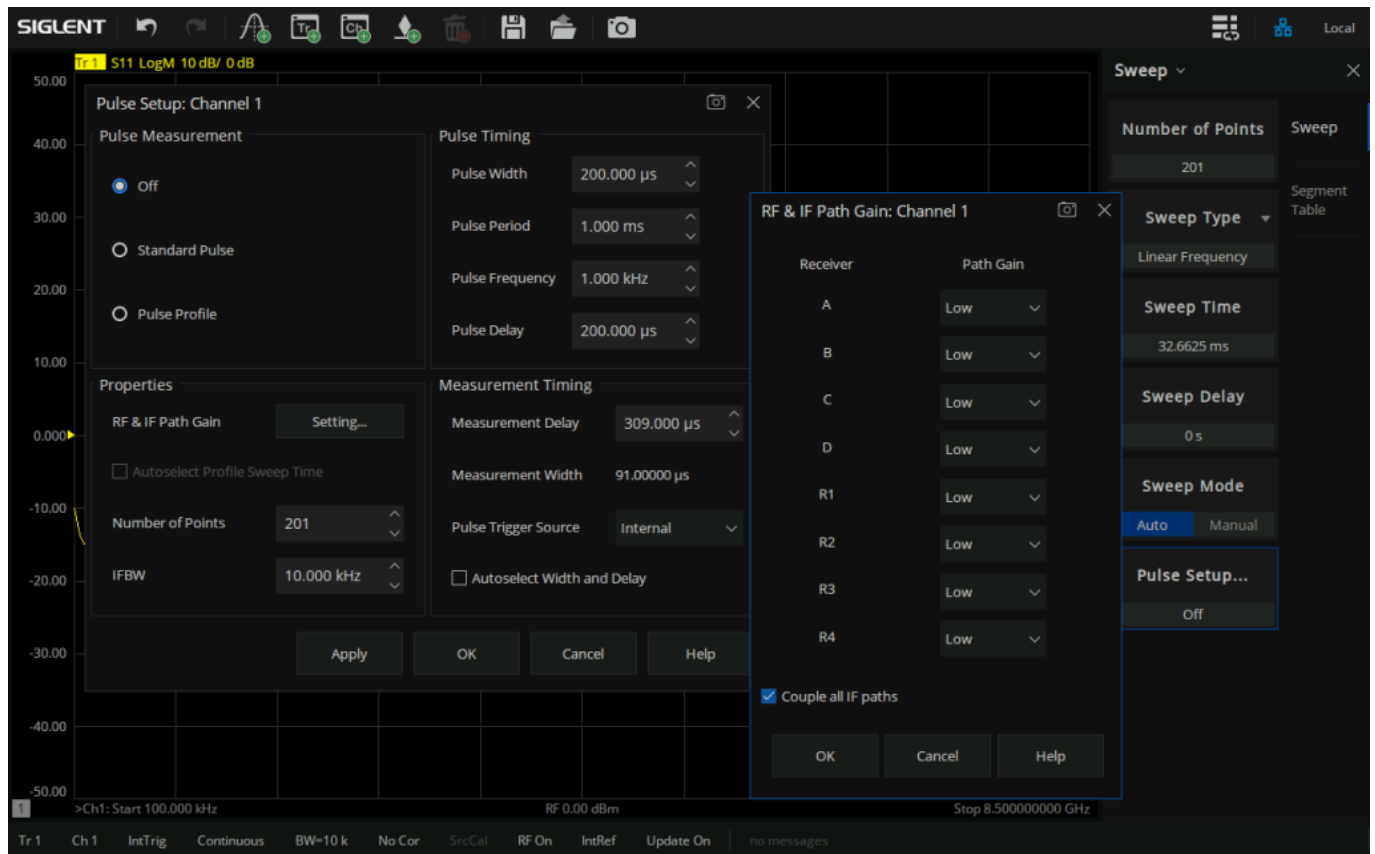 SIGLENT Tr Ch Local
Tr 1 S11 LogM 10 dB/ 0 dB
50.00
40.00
30.00
20.00
10.00
0.000
-10.00
-20.00
-30.00
-40.00
-50.00
Pulse Setup: Channel 1
Pulse Measurement
Off
Standard Pulse
Pulse Profile
Pulse Timing
Pulse Width 200.000 µs
Pulse Period 1.000 ms
Pulse Frequency 1.000 kHz
Pulse Delay 200.000 µs
Properties
RF & IF Path Gain Setting...
Autoselect Profile Sweep Time
Number of Points 201
IFBW 10.000 kHz
Measurement Timing
Measurement Delay 309.000 µs
Measurement Width 91.00000 µs
Pulse Trigger Source Internal
Autoselect Width and Delay
Apply OK Cancel Help
RF & IF Path Gain: Channel 1
Receiver Path Gain
A Low
B Low
C Low
D Low
R1 Low
R2 Low
R3 Low
R4 Low
Couple all IF paths
OK Cancel Help
Sweep
Number of Points
201
Sweep Type
Linear Frequency
Sweep Time
32.6625 ms
Sweep Delay
0 s
Sweep Mode
Auto Manual
Pulse Setup...
Off
Sweep
Segment
Table
1 >Ch1: Start 100.000 kHz RF 0.00 dBm Stop 8.500000000 GHz
Tr 1 Ch 1 IntTrig Continuous BW=10 k No Cor SrcCal RF On IntRef Update On no messages